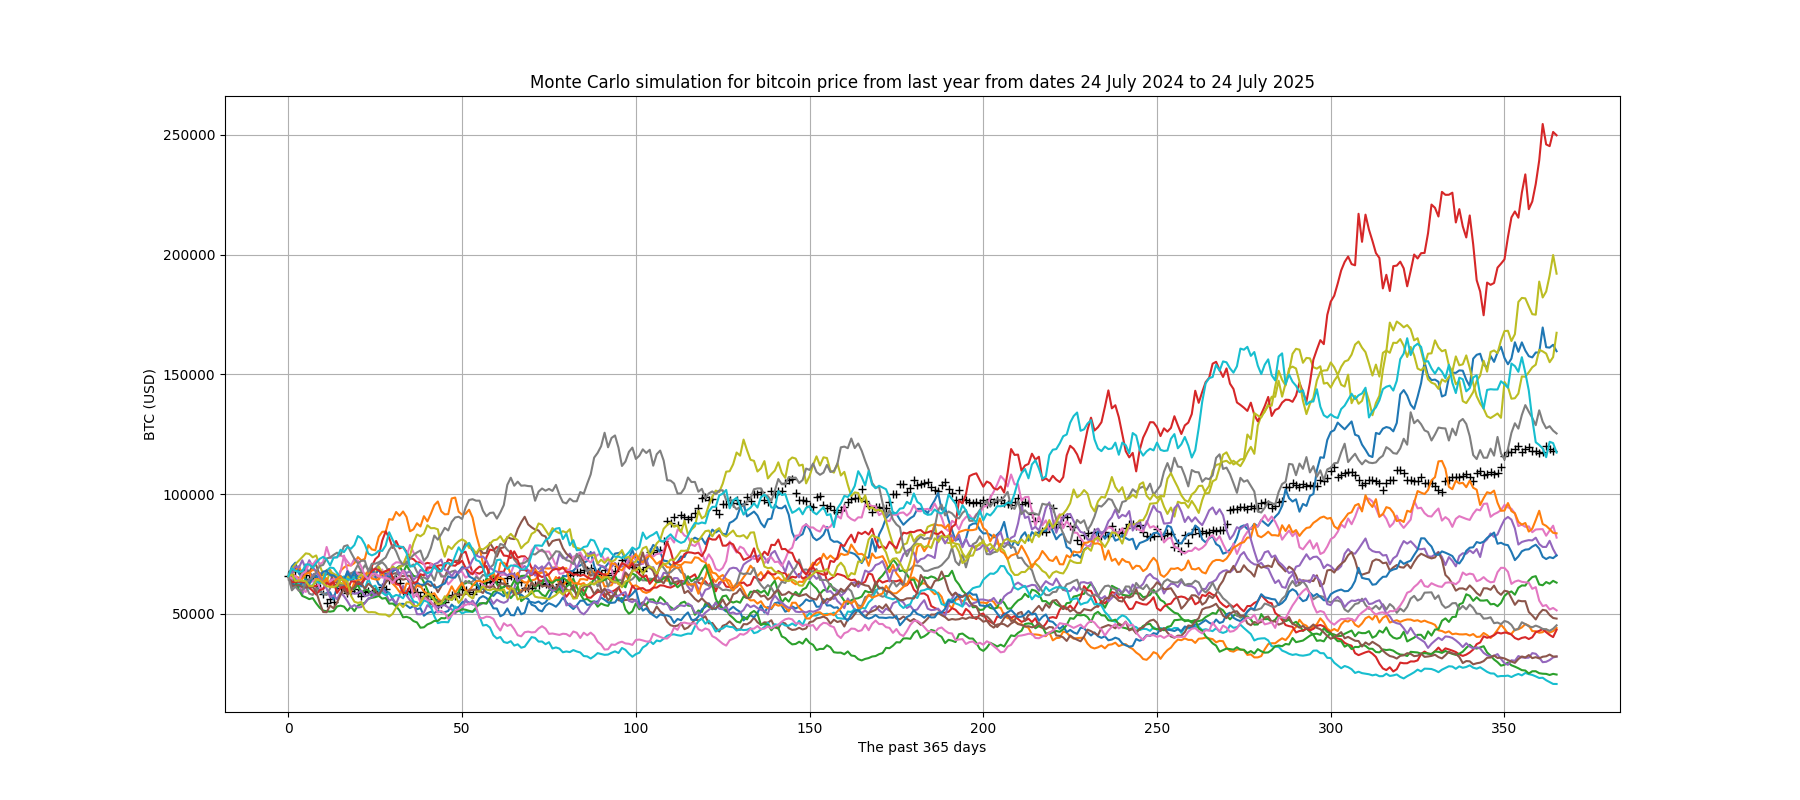 Monte Carlo simulation for bitcoin price from last year from dates 24 July 2024 to 24 July 2025
250000
200000
150000
100000
50000
BTC (USD)
0 50 100 150 200 250 300 350
The past 365 days